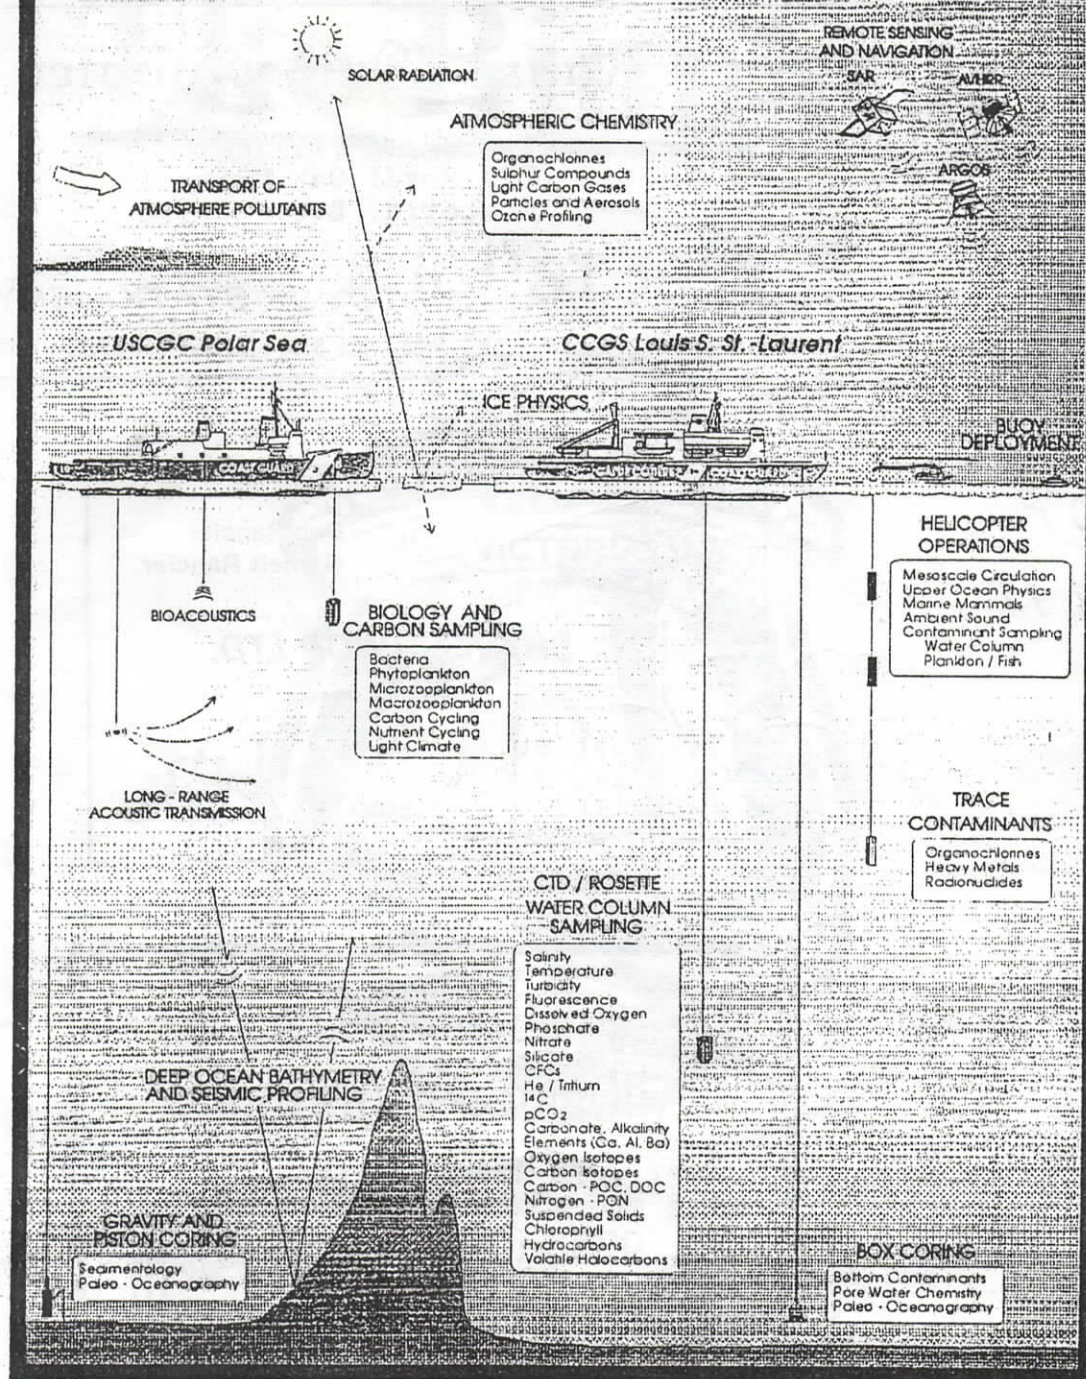 REMOTE SENSING
AND NAVIGATION
SAR
AVHRR
ARGOS
SOLAR RADIATION
ATMOSPHERIC CHEMISTRY
Organochlorines
Sulphur Compounds
Light Carbon Gases
Particles and Aerosols
Ozone Profiling
TRANSPORT OF
ATMOSPHERE POLLUTANTS
USCGC Polar Sea
CCGS Louis S. St.-Laurent
ICE PHYSICS
BUOY
DEPLOYMENT
COAST GUARD
COAST GUARD
HELICOPTER
OPERATIONS
Mesoscale Circulation
Upper Ocean Physics
Marine Mammals
Ambient Sound
Contaminant Sampling
Water Column
Plankton / Fish
BIOACOUSTICS
BIOLOGY AND
CARBON SAMPLING
Bacteria
Phytoplankton
Microzooplankton
Macrozooplankton
Carbon Cycling
Nutrient Cycling
Light Climate
LONG - RANGE
ACOUSTIC TRANSMISSION
TRACE
CONTAMINANTS
Organochlorines
Heavy Metals
Radionuclides
CTD / ROSETTE
WATER COLUMN
SAMPLING
Salinity
Temperature
Turbidity
Fluorescence
Dissolved Oxygen
Phosphate
Nitrate
Silicate
CFCs
He / Tritium
¹⁴C
pCO₂
Carbonate, Alkalinity
Elements (Ca, Al, Ba)
Oxygen Isotopes
Carbon Isotopes
Carbon - POC, DOC
Nitrogen - PON
Suspended Solids
Chlorophyll
Hydrocarbons
Volatile Halocarbons
DEEP OCEAN BATHYMETRY
AND SEISMIC PROFILING
GRAVITY AND
PISTON CORING
Sedimentology
Paleo - Oceanography
BOX CORING
Bottom Contaminants
Pore Water Chemistry
Paleo - Oceanography